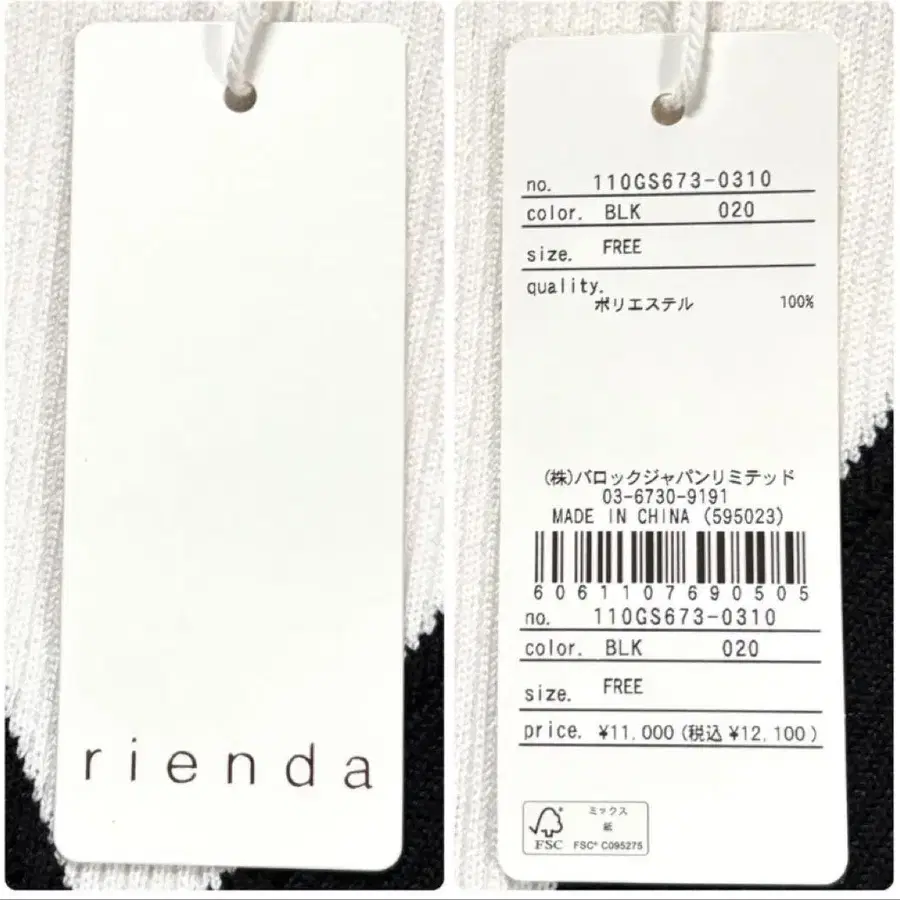 rienda
no. 110GS673-0310
color. BLK 020
size. FREE
quality.
ポリエステル 100%
(株)バロックジャパンリミテッド
03-6730-9191
MADE IN CHINA (595023)
6061107690505
no. 110GS673-0310
color. BLK 020
size. FREE
price. ¥11,000(税込¥12,100)
ミックス
紙
FSC
FSC® C095275